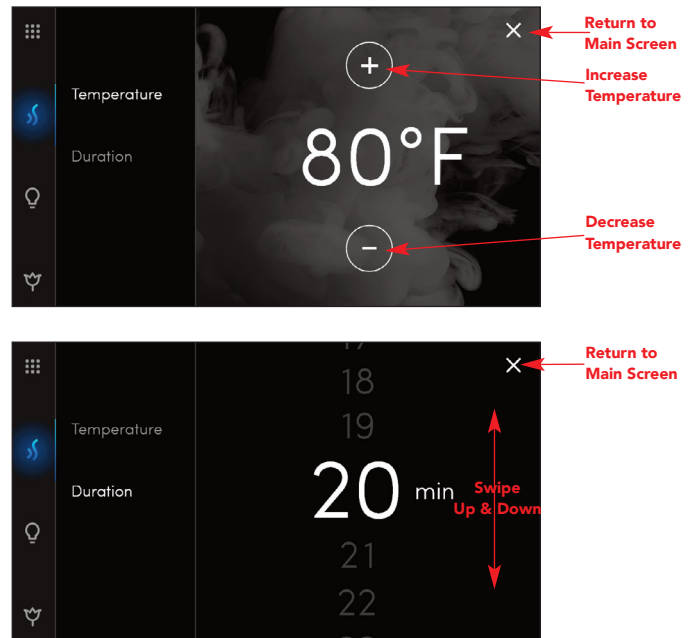 Return to
Main Screen
Increase
Temperature
Temperature
80°F
Duration
Decrease
Temperature
Return to
Main Screen
17
18
19
Temperature
20 min
Duration
Swipe
Up & Down
21
22